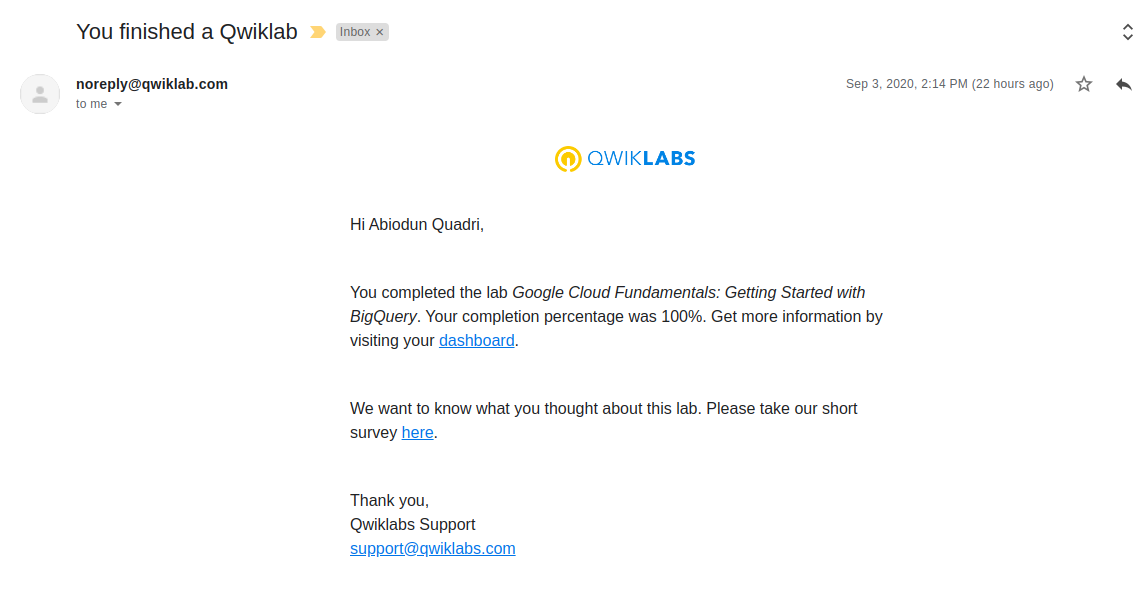 You finished a Qwiklab
Inbox ×
noreply@qwiklab.com
Sep 3, 2020, 2:14 PM (22 hours ago)
to me
QWIKLABS
Hi Abiodun Quadri,
You completed the lab Google Cloud Fundamentals: Getting Started with
BigQuery. Your completion percentage was 100%. Get more information by
visiting your dashboard.
We want to know what you thought about this lab. Please take our short
survey here.
Thank you,
Qwiklabs Support
support@qwiklabs.com